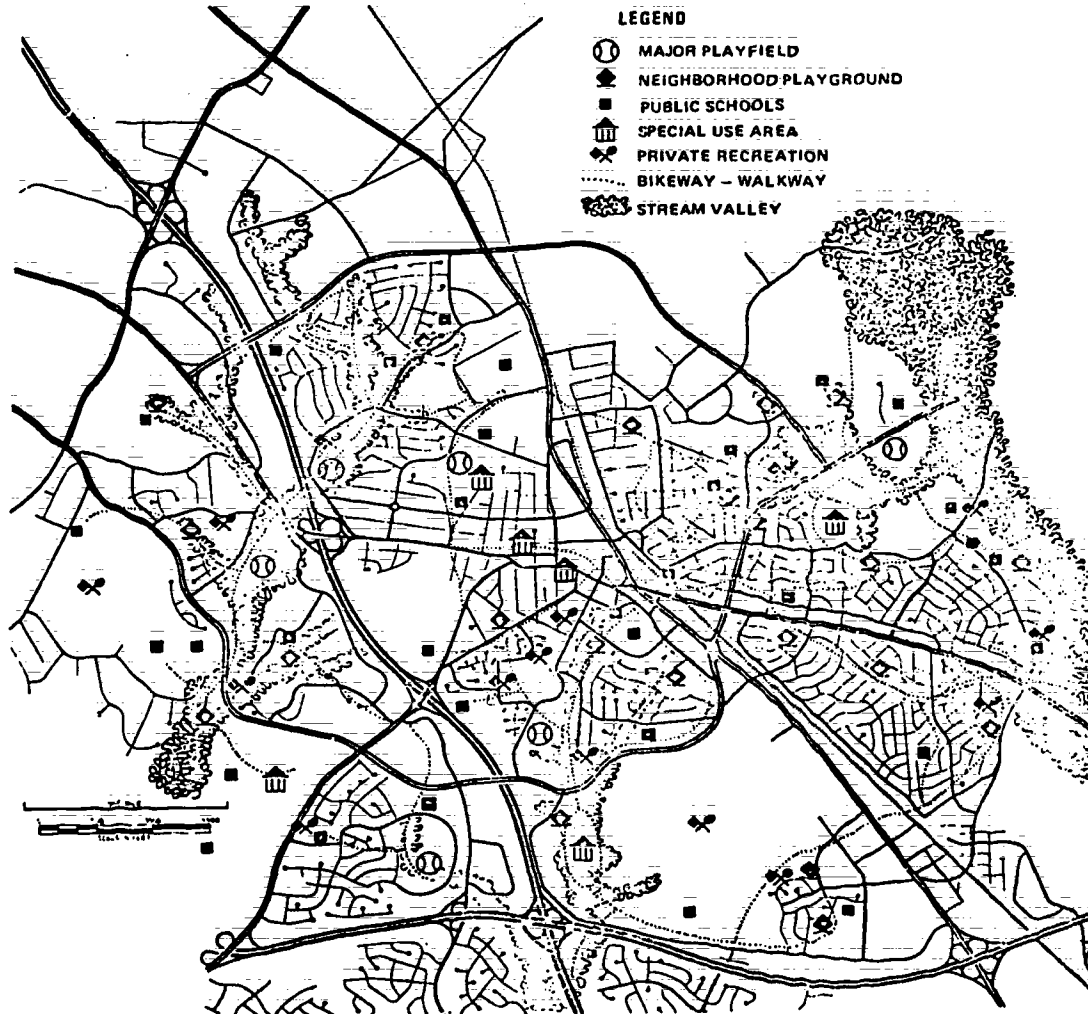 LEGEND
MAJOR PLAYFIELD
NEIGHBORHOOD PLAYGROUND
PUBLIC SCHOOLS
SPECIAL USE AREA
PRIVATE RECREATION
BIKEWAY – WALKWAY
STREAM VALLEY